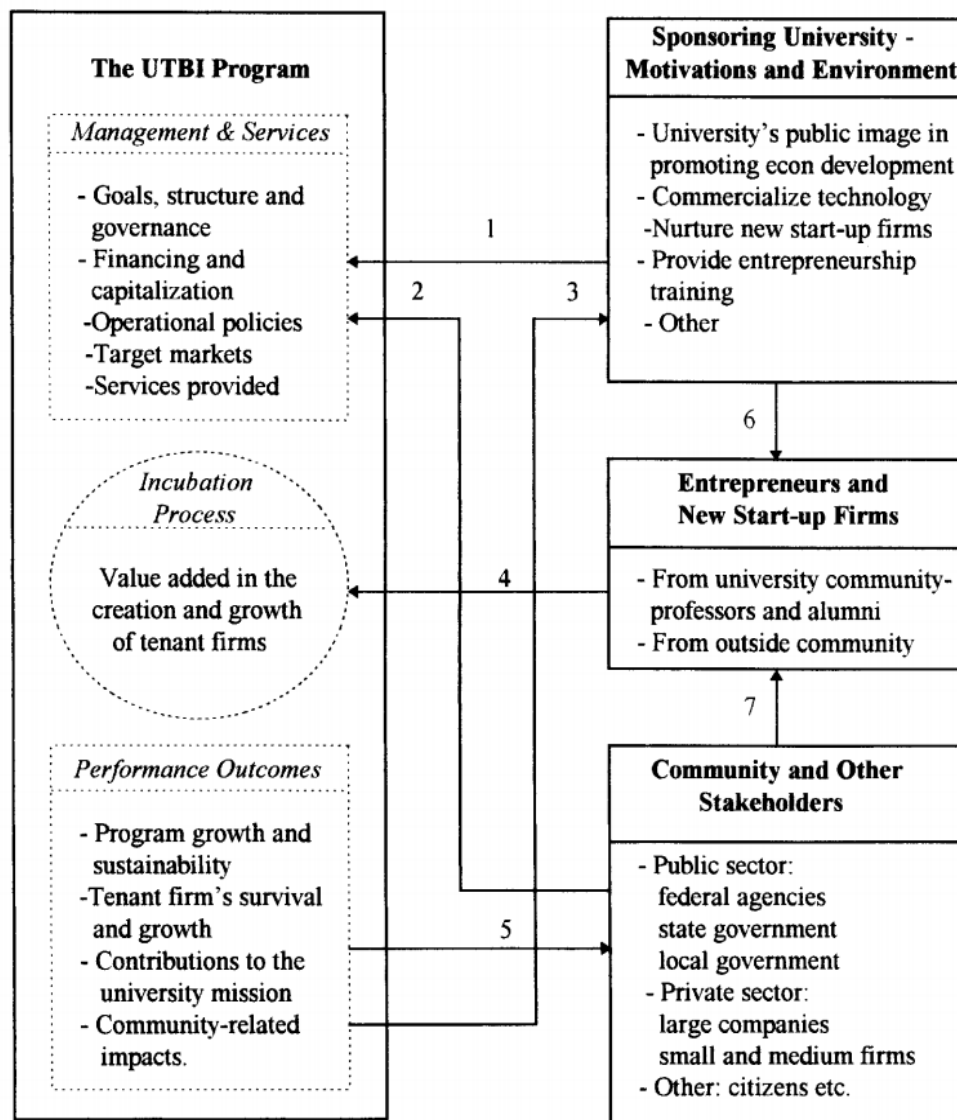 The UTBI Program
Management & Services
- Goals, structure and
governance
- Financing and
capitalization
-Operational policies
-Target markets
-Services provided
Incubation
Process
Value added in the
creation and growth
of tenant firms
Performance Outcomes
- Program growth and
sustainability
-Tenant firm's survival
and growth
- Contributions to the
university mission
- Community-related
impacts.
1
2
3
4
5
6
7
Sponsoring University -
Motivations and Environment
- University's public image in
promoting econ development
- Commercialize technology
-Nurture new start-up firms
- Provide entrepreneurship
training
- Other
Entrepreneurs and
New Start-up Firms
- From university community-
professors and alumni
- From outside community
Community and Other
Stakeholders
- Public sector:
federal agencies
state government
local government
- Private sector:
large companies
small and medium firms
- Other: citizens etc.